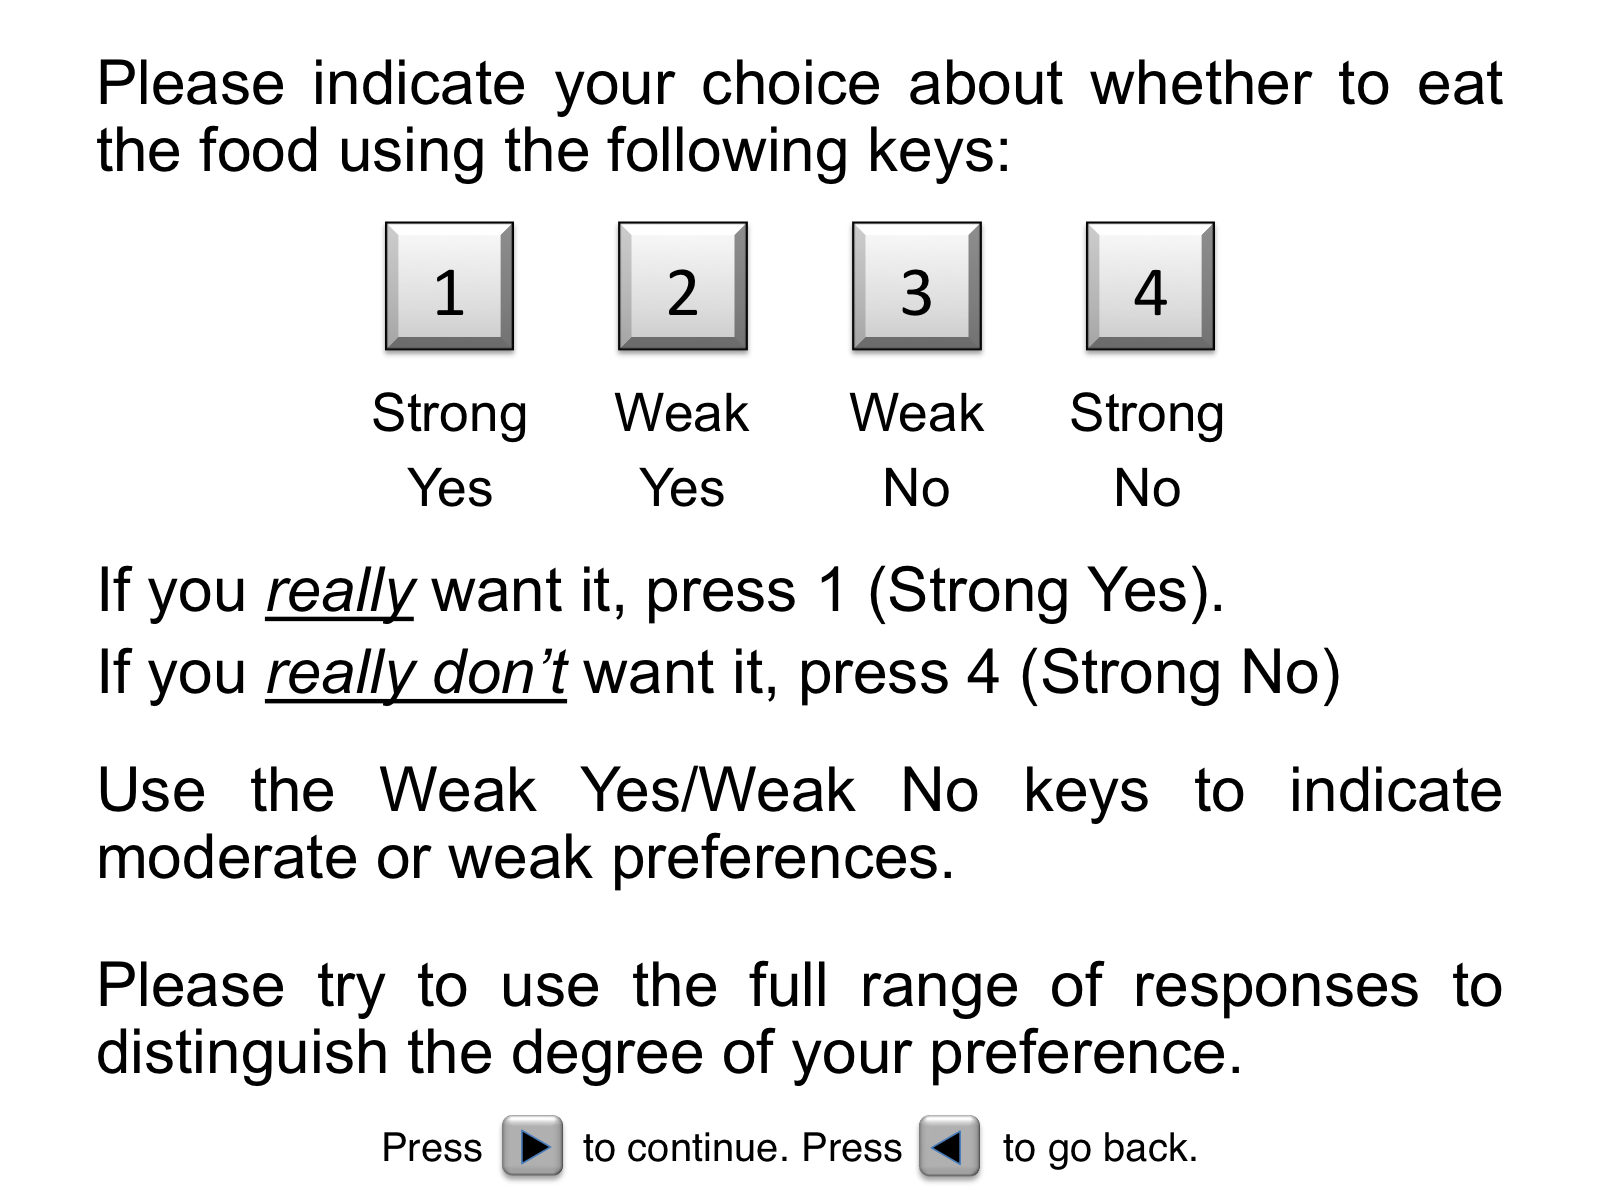 Please indicate your choice about whether to eat
the food using the following keys:
1 2 3 4
Strong Weak Weak Strong
Yes Yes No No
If you really want it, press 1 (Strong Yes).
If you really don’t want it, press 4 (Strong No)
Use the Weak Yes/Weak No keys to indicate
moderate or weak preferences.
Please try to use the full range of responses to
distinguish the degree of your preference.
Press to continue. Press to go back.